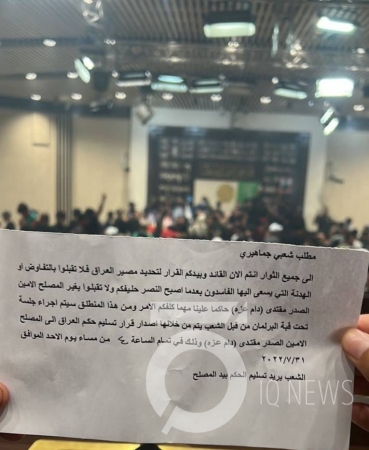 مطلب شعبي جماهيري
الى جميع الثوار انتم الان القائد وبيدكم القرار لتحديد مصير العراق فلا تقبلوا بالتفاوض او
الهدنة التي يسعى اليها الفاسدون بعدما اصبح النصر حليفكم ولا تقبلوا بغير المصلح الامين
الصدر مقتدى (دام عزه) حاكما علينا مهما كلفكم الامر ومن هذا المنطلق سيتم اجراء جلسة
تحت قبة البرلمان من قبل الشعب يتم من خلالها اصدار قرار تسليم حكم العراق الى المصلح
الامين الصدر مقتدى (دام عزه) وذلك في تمام الساعة ٤ من مساء يوم الاحد الموافق
٢٠٢٢/٧/٣١
الشعب يريد تسليم الحكم بيد المصلح
IQ NEWS